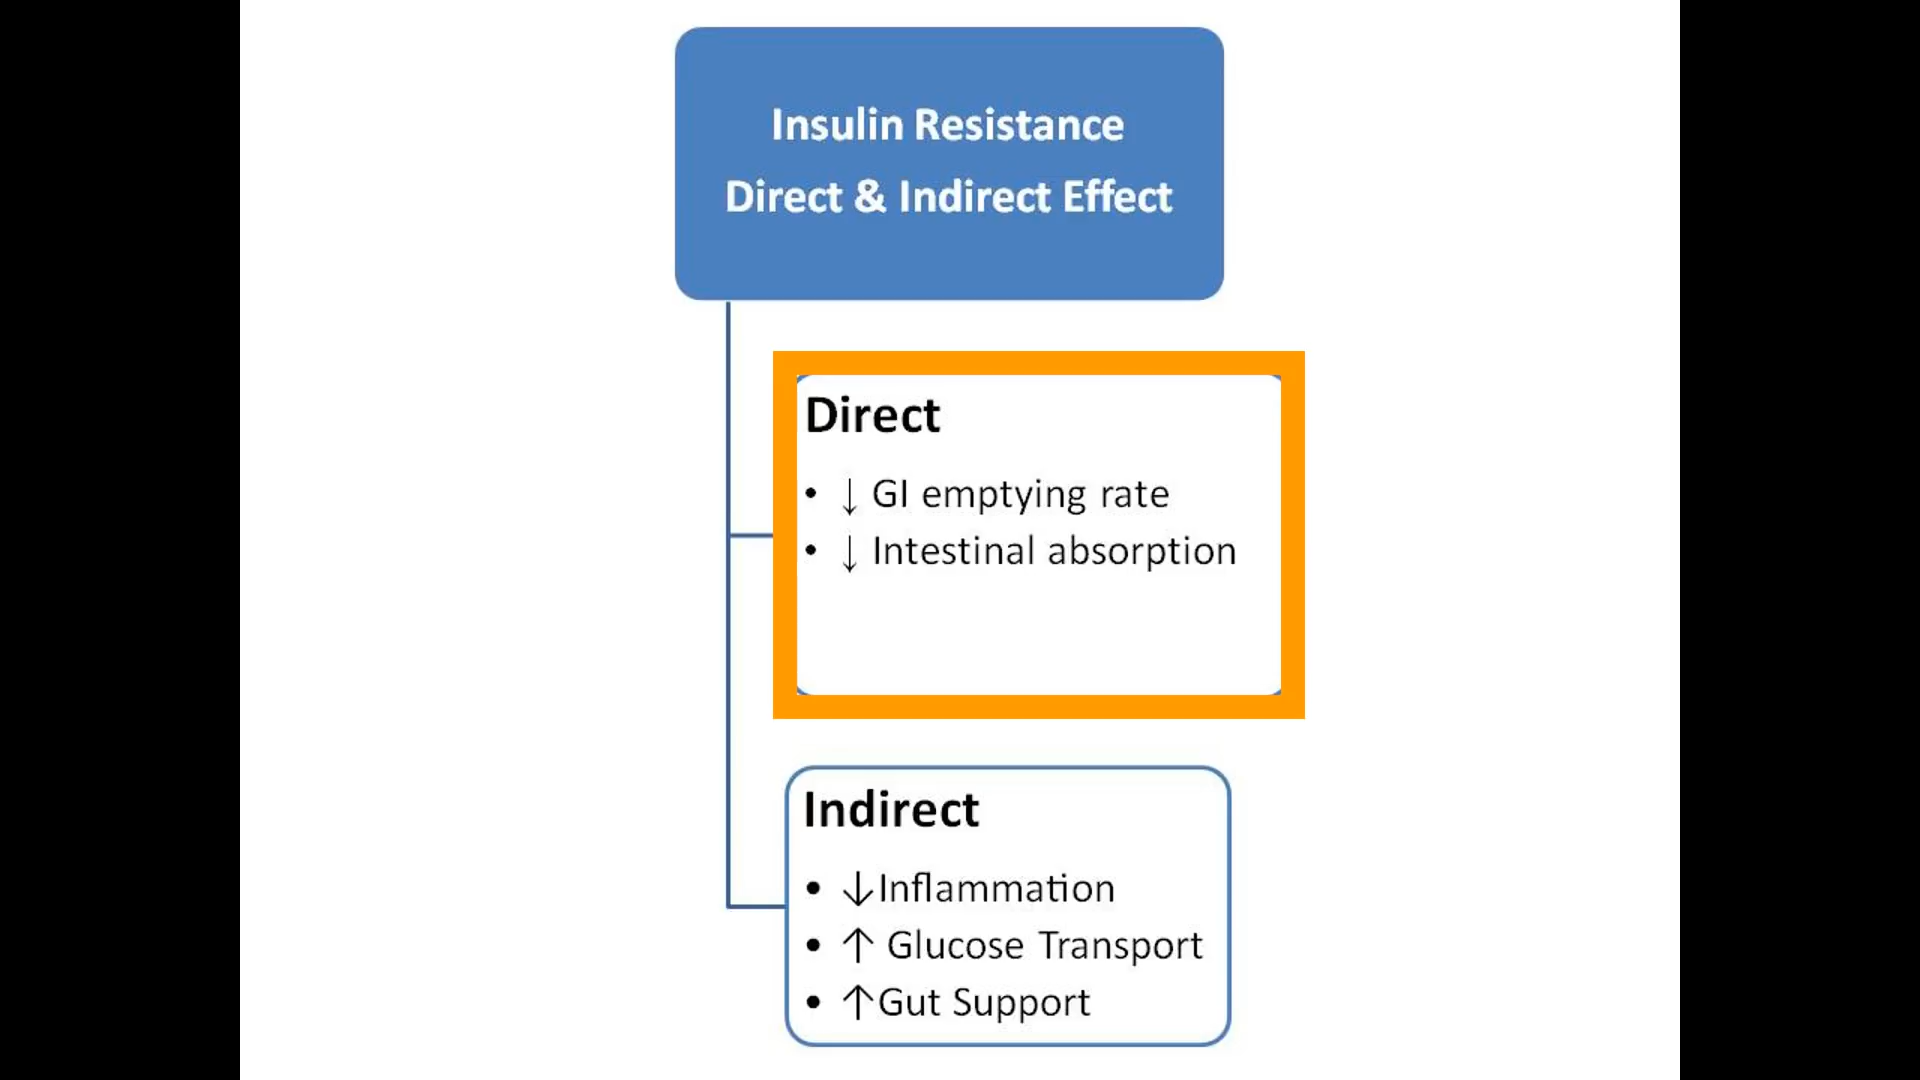 Insulin Resistance
Direct & Indirect Effect
Direct
• ↓ GI emptying rate
• ↓ Intestinal absorption
Indirect
• ↓Inflammation
• ↑ Glucose Transport
• ↑Gut Support